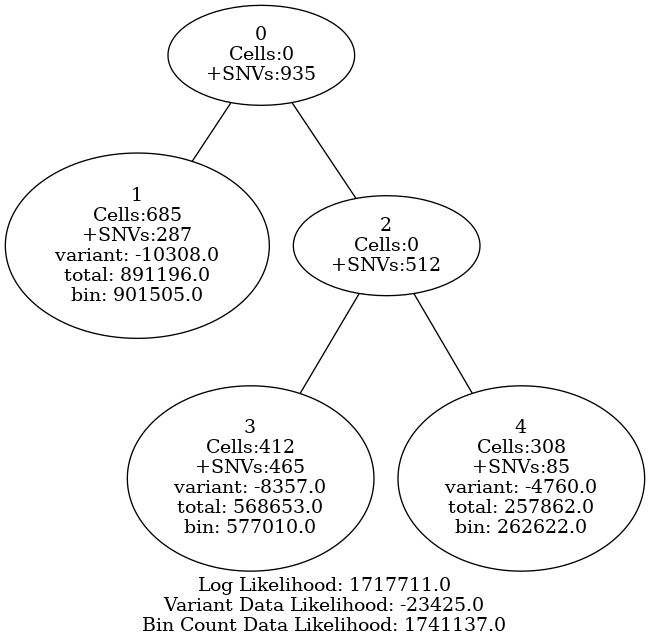 0
Cells:0
+SNVs:935
1
Cells:685
+SNVs:287
variant: -10308.0
total: 891196.0
bin: 901505.0
2
Cells:0
+SNVs:512
3
Cells:412
+SNVs:465
variant: -8357.0
total: 568653.0
bin: 577010.0
4
Cells:308
+SNVs:85
variant: -4760.0
total: 257862.0
bin: 262622.0
Log Likelihood: 1717711.0
Variant Data Likelihood: -23425.0
Bin Count Data Likelihood: 1741137.0